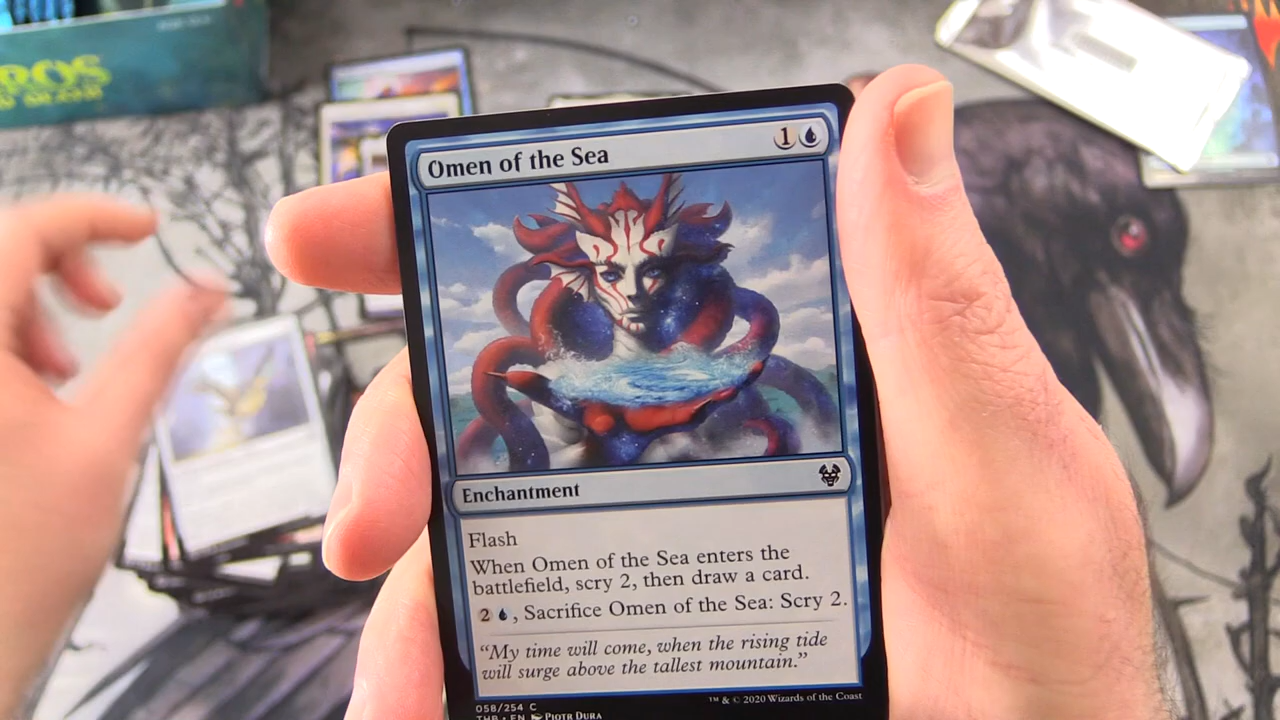 ROS
Omen of the Sea
1
Enchantment
Flash
When Omen of the Sea enters the
battlefield, scry 2, then draw a card.
2 , Sacrifice Omen of the Sea: Scry 2.
"My time will come, when the rising tide
will surge above the tallest mountain."
058/254 C
THB • EN PIOTR DURA
™ & © 2020 Wizards of the Coast